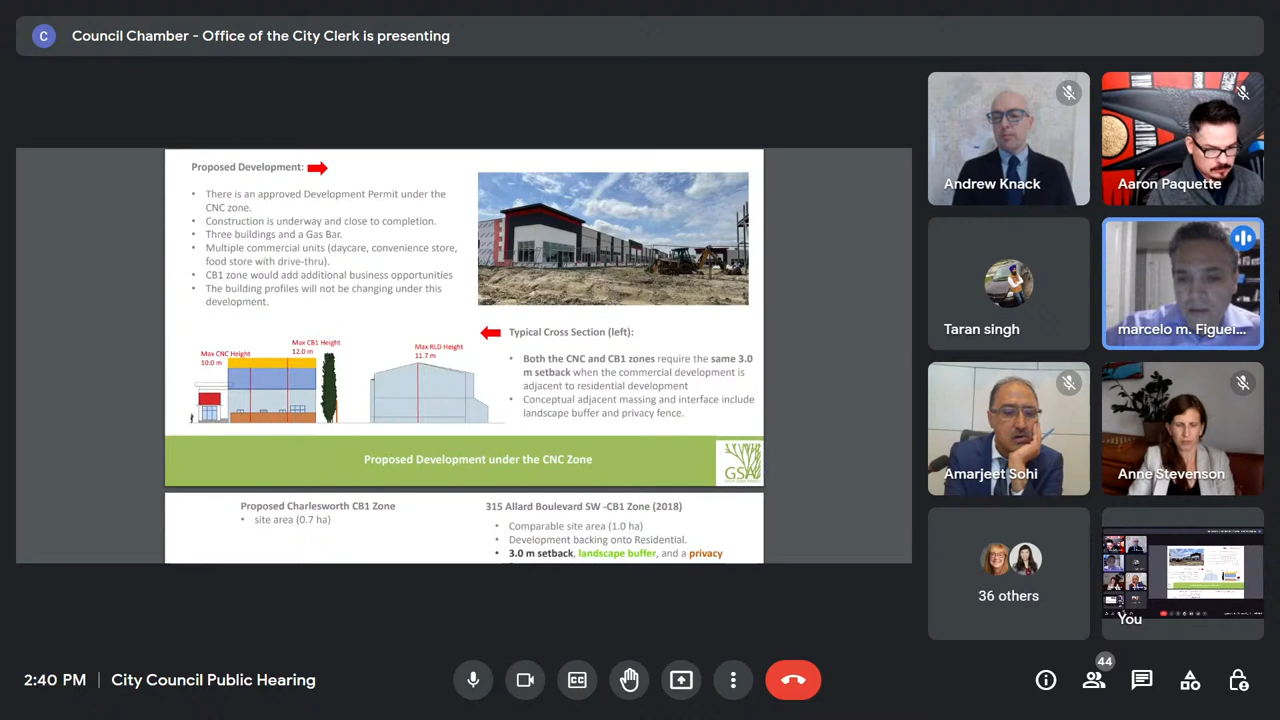 C
Council Chamber - Office of the City Clerk is presenting
Proposed Development:
• There is an approved Development Permit under the
CNC zone.
• Construction is underway and close to completion.
• Three buildings and a Gas Bar.
• Multiple commercial units (daycare, convenience store,
food store with drive-thru).
• CB1 zone would add additional business opportunities
• The building profiles will not be changing under this
development.
Max CNC Height
10.0 m
Max CB1 Height
12.0 m
Max RLD Height
11.7 m
Typical Cross Section (left):
• Both the CNC and CB1 zones require the same 3.0
m setback when the commercial development is
adjacent to residential development
• Conceptual adjacent massing and interface include
landscape buffer and privacy fence.
Proposed Development under the CNC Zone
GSA
Proposed Charlesworth CB1 Zone
• site area (0.7 ha)
315 Allard Boulevard SW -CB1 Zone (2018)
• Comparable site area (1.0 ha)
• Development backing onto Residential.
• 3.0 m setback, landscape buffer, and a privacy
Andrew Knack
Aaron Paquette
Taran singh
marcelo m. Figuei...
Amarjeet Sohi
Anne Stevenson
36 others
You
2:40 PM | City Council Public Hearing
44